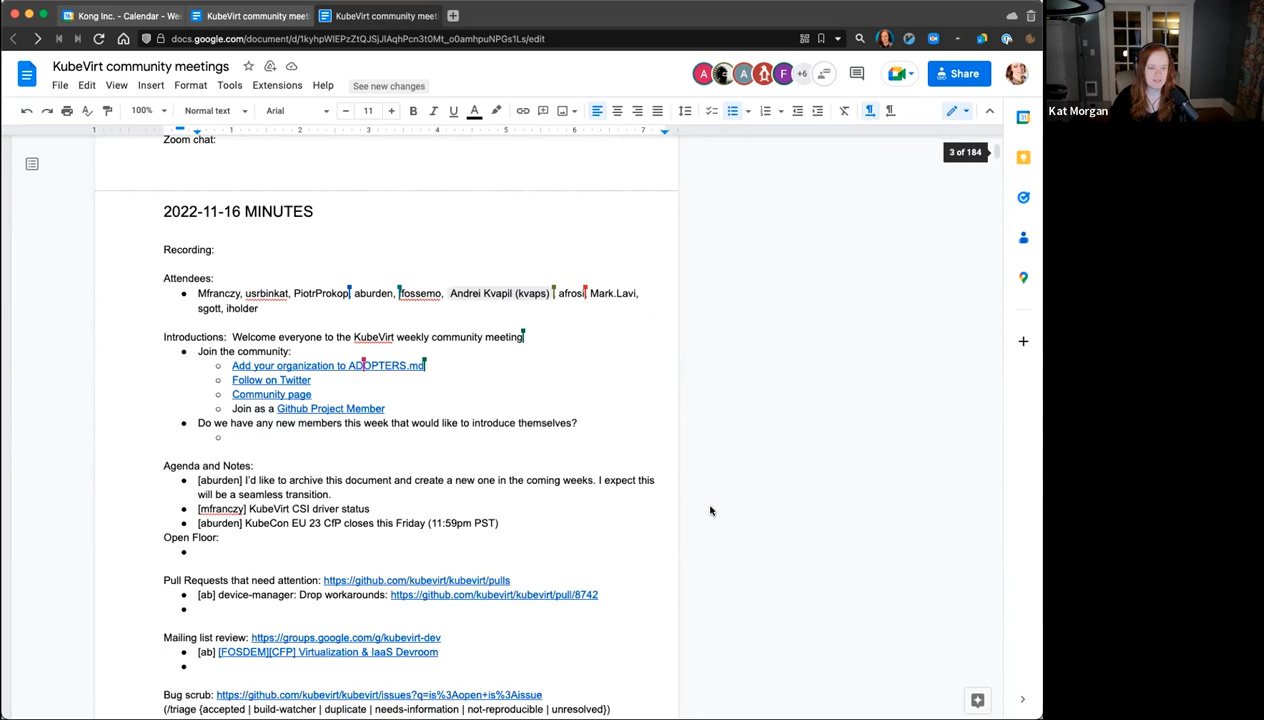 Kong Inc. - Calendar - We
KubeVirt community meet
KubeVirt community meet
docs.google.com/document/d/1kyhpWIEPzZtQJSjJIAqhPcn3t0Mt_o0amhpuNPGs1Ls/edit
KubeVirt community meetings
File Edit View Insert Format Tools Extensions Help
See new changes
A A F +6
Share
100% Normal text Arial 11 B I U A
1 1 2 3 4 5 6 7
3 of 184
Zoom chat:
2022-11-16 MINUTES
Recording:
Attendees:
Mfranczy, usrbinkat, PiotrProkop, aburden, fossemo, Andrei Kvapil (kvaps) , afrosi, Mark.Lavi,
sgott, iholder
Introductions: Welcome everyone to the KubeVirt weekly community meeting
Join the community:
Add your organization to ADOPTERS.md
Follow on Twitter
Community page
Join as a Github Project Member
Do we have any new members this week that would like to introduce themselves?
Agenda and Notes:
[aburden] I'd like to archive this document and create a new one in the coming weeks. I expect this
will be a seamless transition.
[mfranczy] KubeVirt CSI driver status
[aburden] KubeCon EU 23 CfP closes this Friday (11:59pm PST)
Open Floor:
Pull Requests that need attention: https://github.com/kubevirt/kubevirt/pulls
[ab] device-manager: Drop workarounds: https://github.com/kubevirt/kubevirt/pull/8742
Mailing list review: https://groups.google.com/g/kubevirt-dev
[ab] [FOSDEM][CFP] Virtualization & IaaS Devroom
Bug scrub: https://github.com/kubevirt/kubevirt/issues?q=is%3Aopen+is%3Aissue
(/triage {accepted | build-watcher | duplicate | needs-information | not-reproducible | unresolved})
Kat Morgan